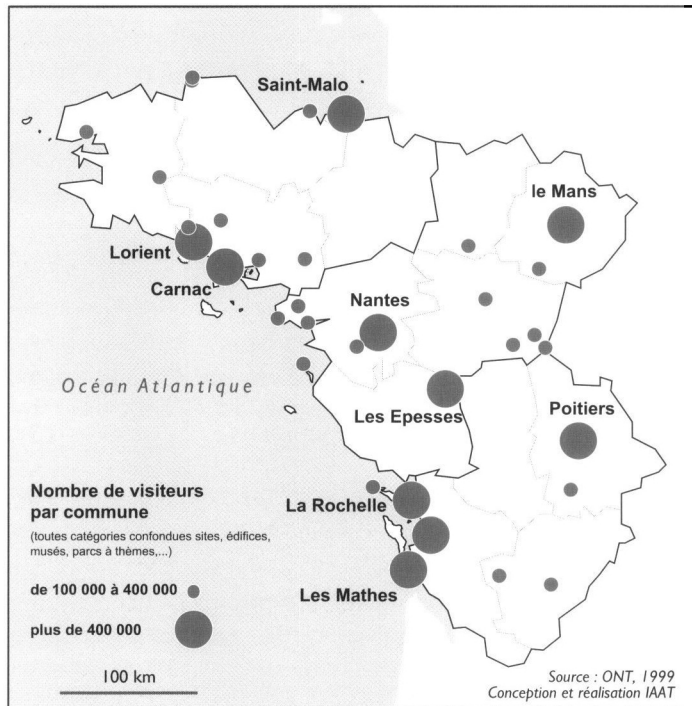 Saint-Malo
le Mans
Lorient
Carnac
Nantes
Océan Atlantique
Les Epesses
Poitiers
Nombre de visiteurs
par commune
(toutes catégories confondues sites, édifices,
musés, parcs à thèmes,...)
La Rochelle
de 100 000 à 400 000
Les Mathes
plus de 400 000
100 km
Source : ONT, 1999
Conception et réalisation IAAT